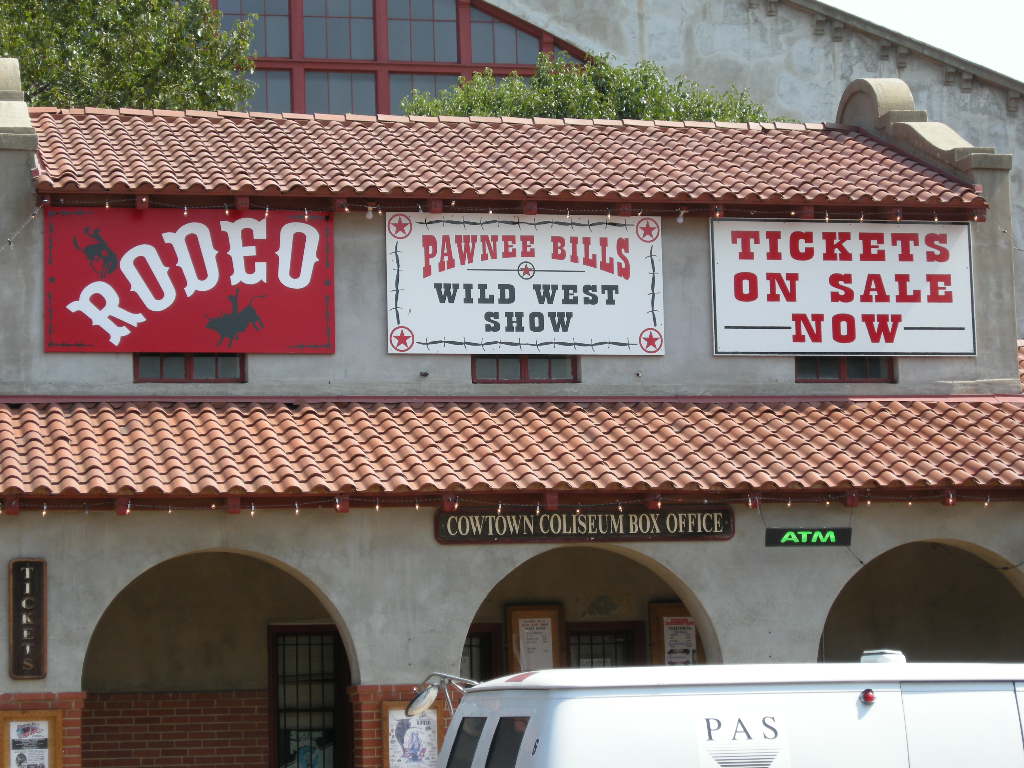 RODEO
PAWNEE BILLS
WILD WEST
SHOW
TICKETS
ON SALE
NOW
COWTOWN COLISEUM BOX OFFICE
ATM
TICKETS
PAS